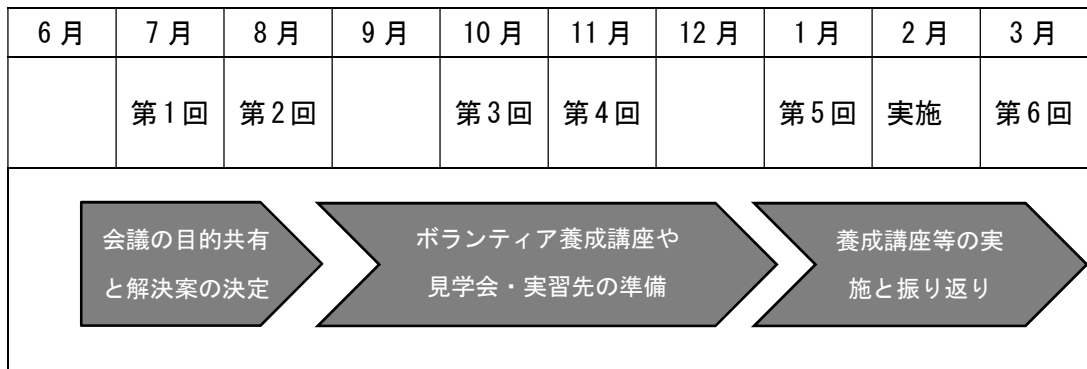 6月 7月 8月 9月 10月 11月 12月 1月 2月 3月
第1回 第2回 第3回 第4回 第5回 実施 第6回
会議の目的共有
と解決案の決定
ボランティア養成講座や
見学会・実習先の準備
養成講座等の実
施と振り返り